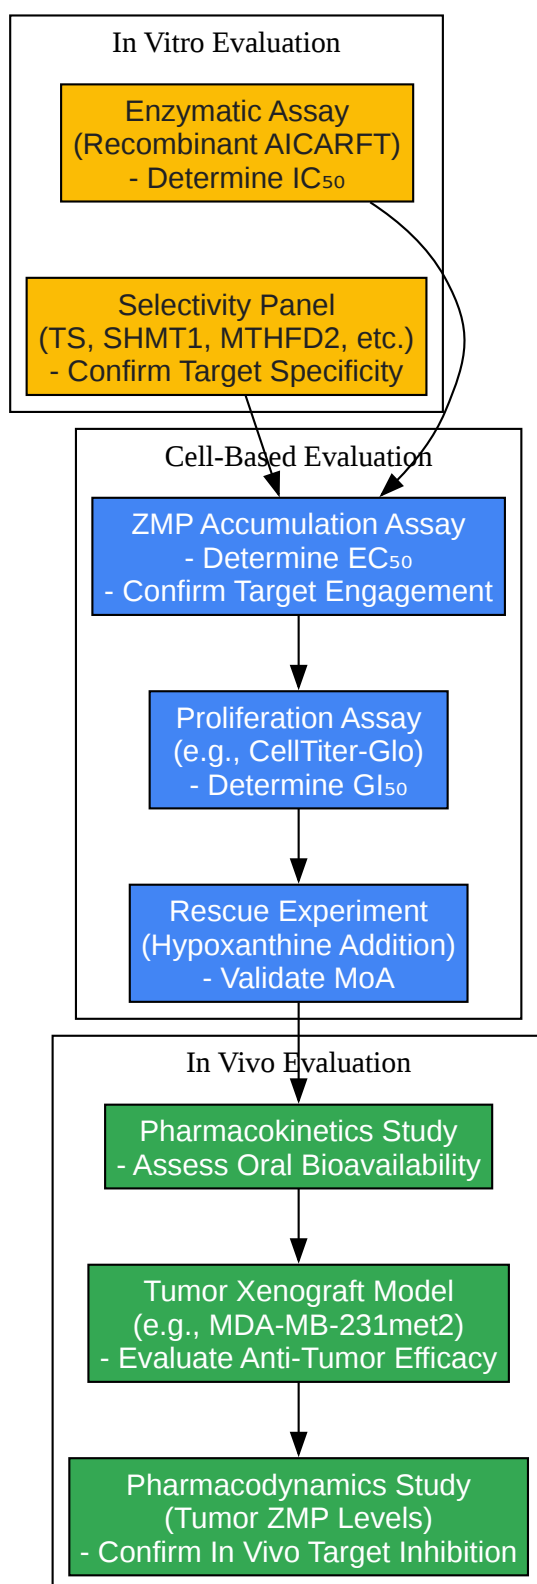 In Vitro Evaluation
Enzymatic Assay
(Recombinant AICARFT)
- Determine IC₅₀
Selectivity Panel
(TS, SHMT1, MTHFD2, etc.)
- Confirm Target Specificity
Cell-Based Evaluation
ZMP Accumulation Assay
- Determine EC₅₀
- Confirm Target Engagement
Proliferation Assay
(e.g., CellTiter-Glo)
- Determine GI₅₀
Rescue Experiment
(Hypoxanthine Addition)
- Validate MoA
In Vivo Evaluation
Pharmacokinetics Study
- Assess Oral Bioavailability
Tumor Xenograft Model
(e.g., MDA-MB-231met2)
- Evaluate Anti-Tumor Efficacy
Pharmacodynamics Study
(Tumor ZMP Levels)
- Confirm In Vivo Target Inhibition